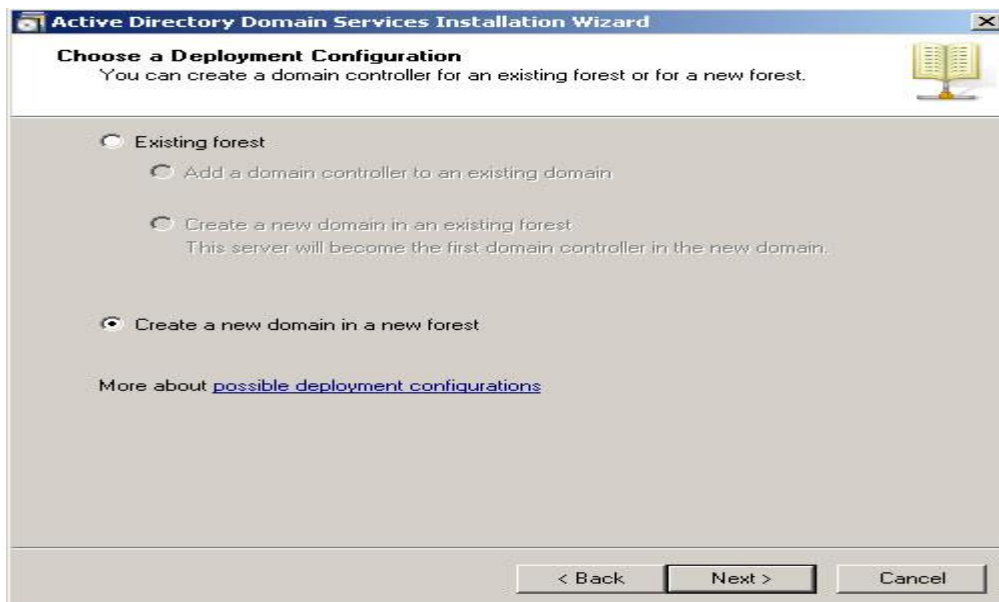 Active Directory Domain Services Installation Wizard
Choose a Deployment Configuration
You can create a domain controller for an existing forest or for a new forest.
Existing forest
Add a domain controller to an existing domain
Create a new domain in an existing forest
This server will become the first domain controller in the new domain.
Create a new domain in a new forest
More about possible deployment configurations
< Back
Next >
Cancel